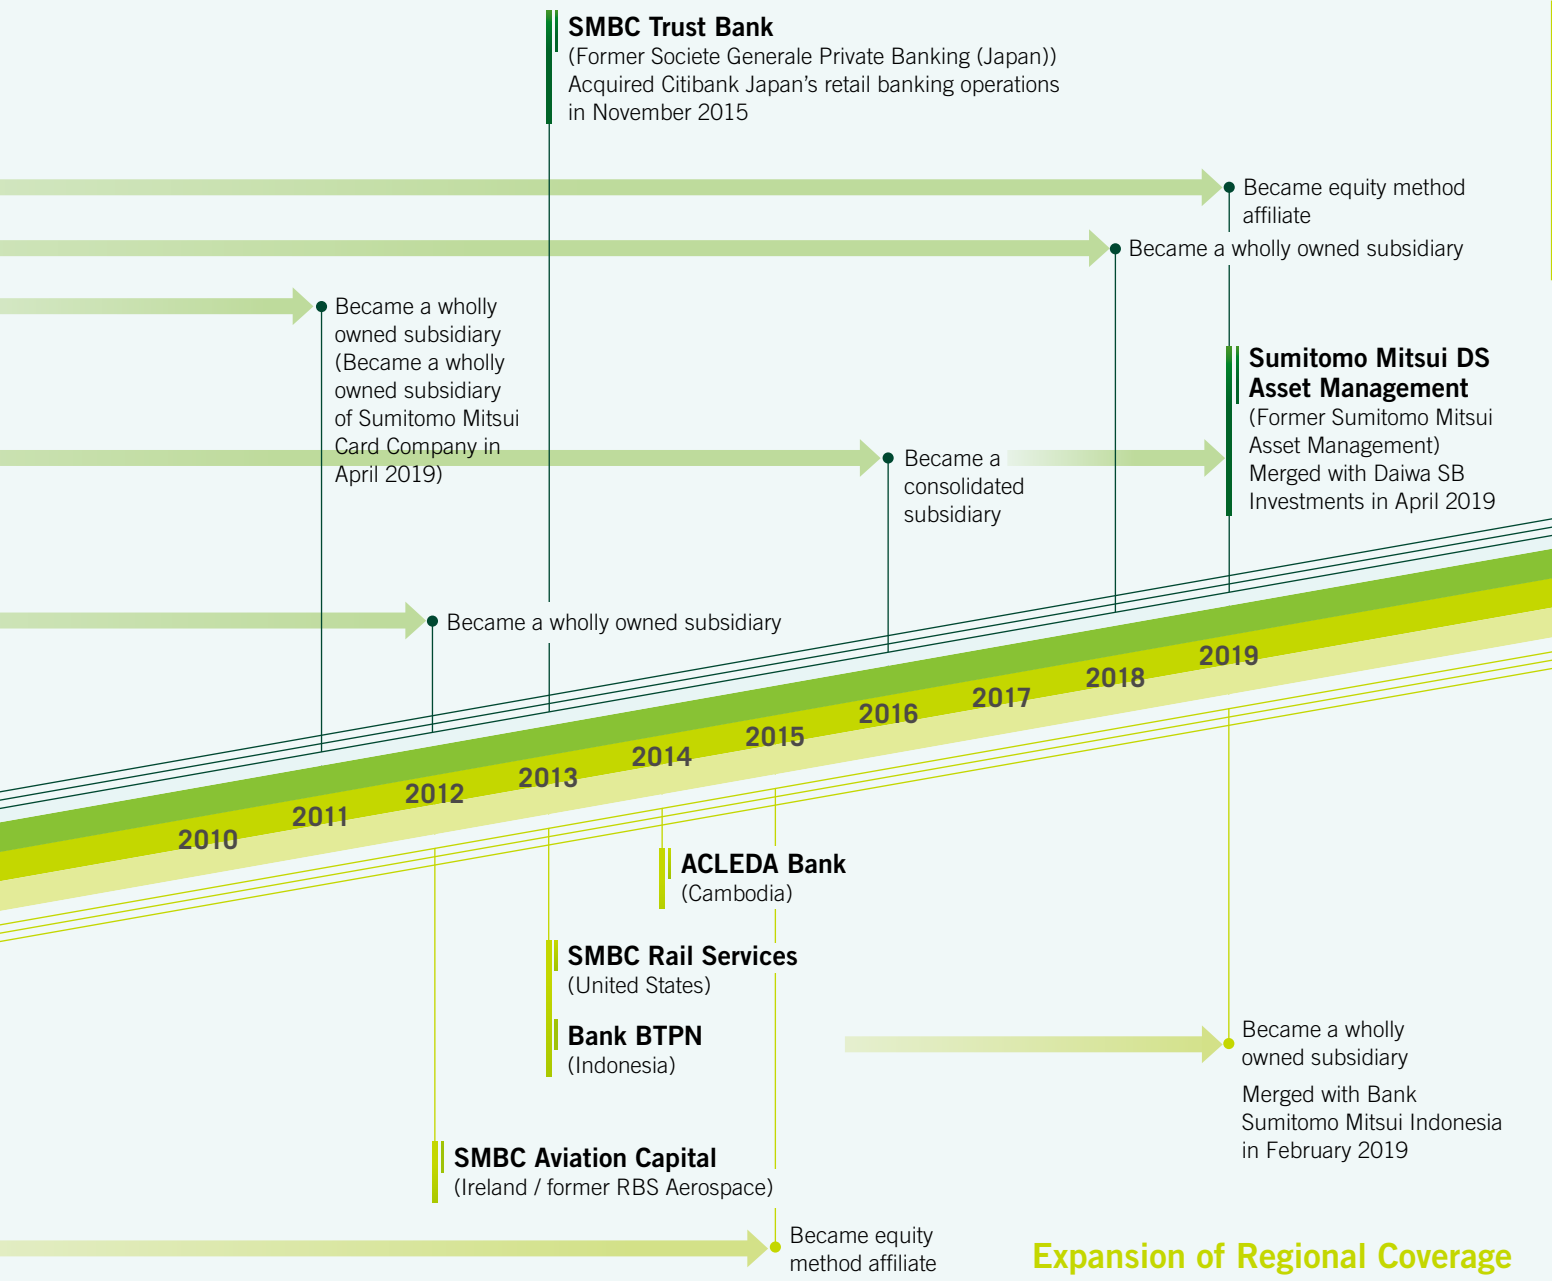 SMBC Trust Bank
(Former Societe Generale Private Banking (Japan))
Acquired Citibank Japan’s retail banking operations
in November 2015
Became equity method
affiliate
Became a wholly owned subsidiary
Became a wholly
owned subsidiary
(Became a wholly
owned subsidiary
of Sumitomo Mitsui
Card Company in
April 2019)
Sumitomo Mitsui DS
Asset Management
(Former Sumitomo Mitsui
Asset Management)
Merged with Daiwa SB
Investments in April 2019
Became a
consolidated
subsidiary
Became a wholly owned subsidiary
2010
2011
2012
2013
2014
2015
2016
2017
2018
2019
ACLEDA Bank
(Cambodia)
SMBC Rail Services
(United States)
Bank BTPN
(Indonesia)
Became a wholly
owned subsidiary
Merged with Bank
Sumitomo Mitsui Indonesia
in February 2019
SMBC Aviation Capital
(Ireland / former RBS Aerospace)
Became equity
method affiliate
Expansion of Regional Coverage